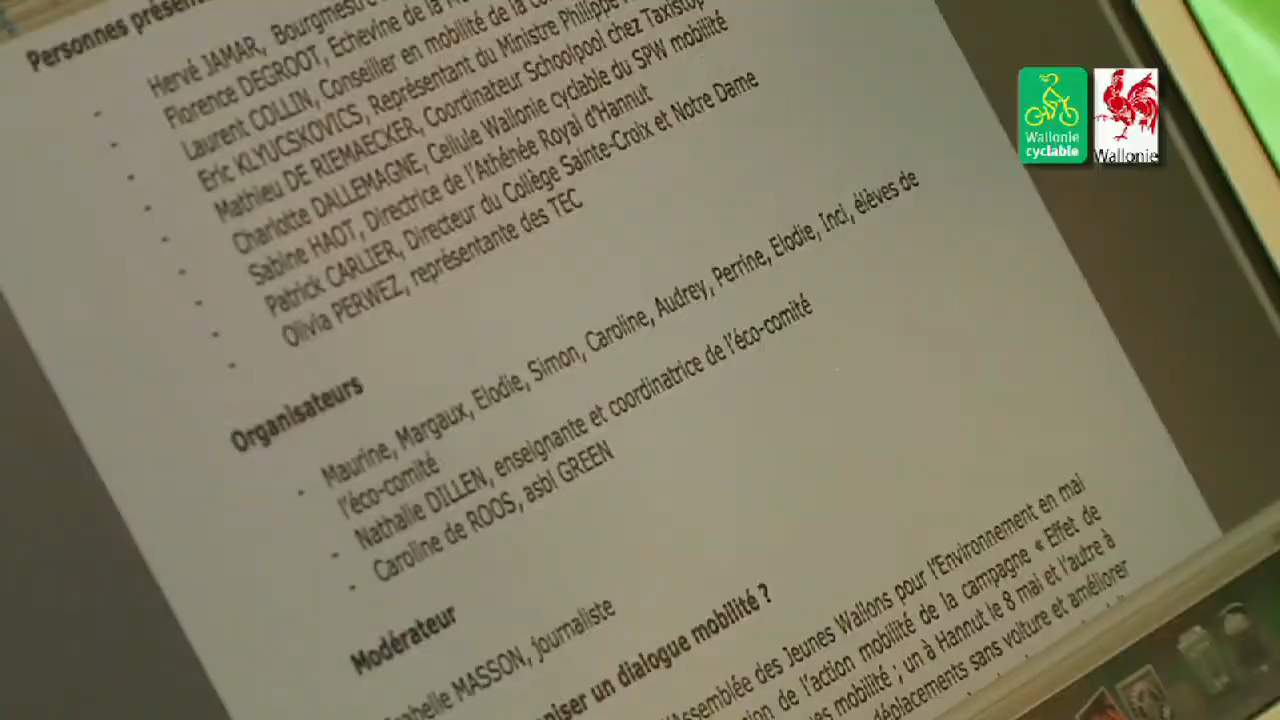 Personnes présen
- Hervé JAMAR, Bourgmestre
- Florence DEGROOT, Echevine de la
- Laurent COLLIN, Conseiller en mobilité de la
- Eric KLYUCSKOVICS, Représentant du Ministre Philippe
- Mathieu DE RIEMAECKER, Coordinateur Schoolpool chez Taxistop
- Charlotte DALLEMAGNE, Cellule Wallonie cyclable du SPW mobilité
- Sabine HAOT, Directrice de l'Athénée Royal d'Hannut
- Patrick CARLIER, Directeur du Collège Sainte-Croix et Notre Dame
- Olivia PERWEZ, représentante des TEC
Organisateurs
- Maurine, Margaux, Elodie, Simon, Caroline, Audrey, Perrine, Elodie, Inci, élèves de
l'éco-comité
- Nathalie DILLEN, enseignante et coordinatrice de l'éco-comité
- Caroline de ROOS, asbl GREEN
Modérateur
abelle MASSON, journaliste
niser un dialogue mobilité ?
l'Assemblée des Jeunes Wallons pour l'Environnement en mai
ion de l'action mobilité de la campagne « Effet de
es mobilité ; un à Hannut le 8 mai et l'autre à
déplacements sans voiture et améliorer
Wallonie
cyclable
Wallonie